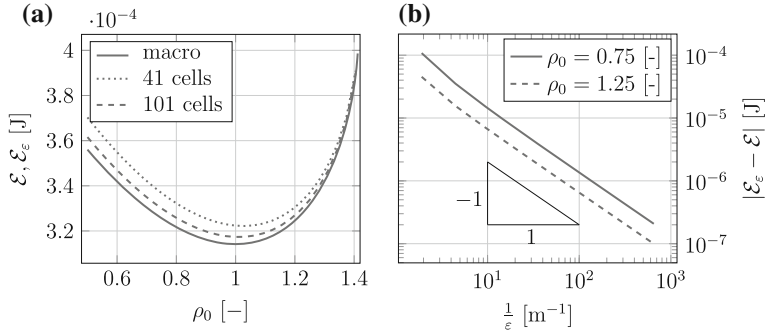 (a)
·10⁻⁴
4
3.8
3.6
3.4
3.2
ℰ, ℰ_ε [J]
macro
41 cells
101 cells
0.6 0.8 1 1.2 1.4
ρ₀ [−]
(b)
ρ₀ = 0.75 [-]
ρ₀ = 1.25 [-]
−1
1
10⁻⁴
10⁻⁵
10⁻⁶
10⁻⁷
|ℰ_ε − ℰ| [J]
10¹ 10² 10³
1/ε [m⁻¹]